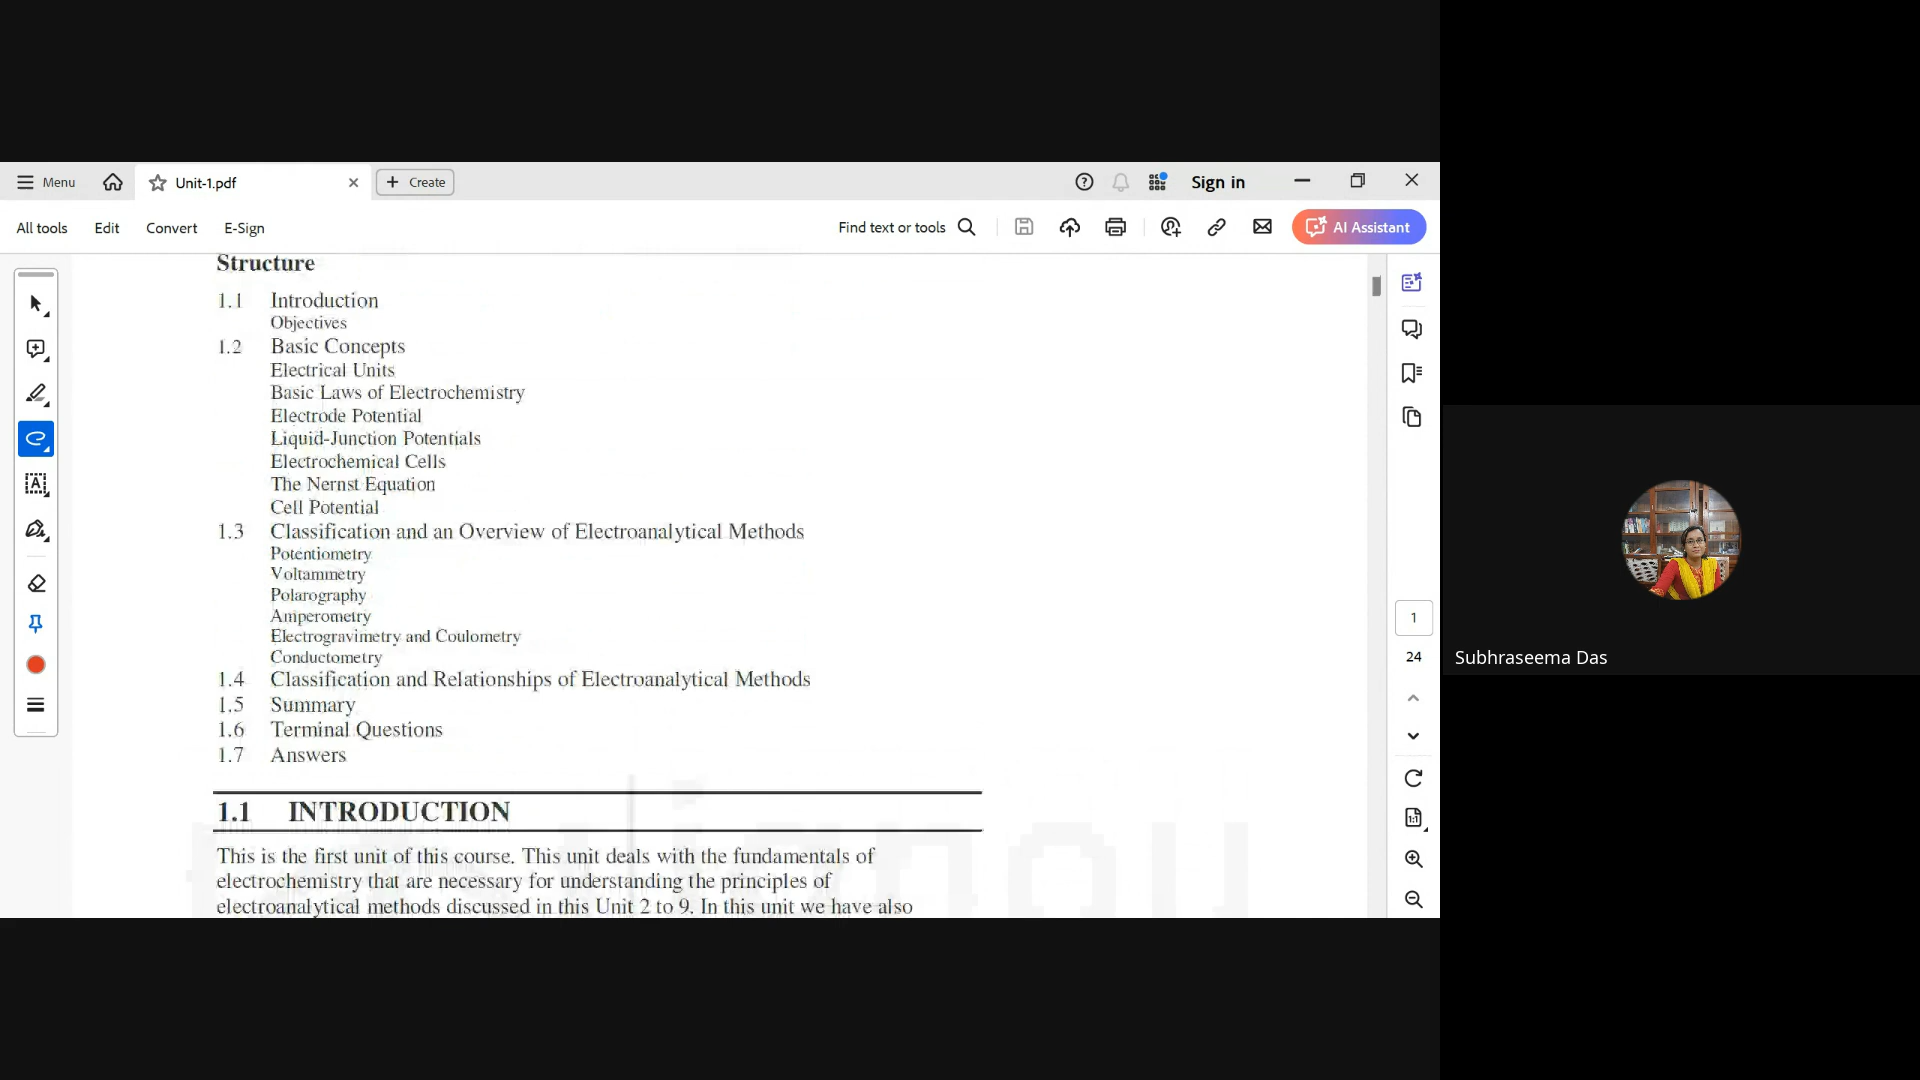 Menu
Unit-1.pdf
Create
Sign in
All tools
Edit
Convert
E-Sign
Find text or tools
AI Assistant
Structure
1.1 Introduction
Objectives
1.2 Basic Concepts
Electrical Units
Basic Laws of Electrochemistry
Electrode Potential
Liquid-Junction Potentials
Electrochemical Cells
The Nernst Equation
Cell Potential
1.3 Classification and an Overview of Electroanalytical Methods
Potentiometry
Voltammetry
Polarography
Amperometry
Electrogravimetry and Coulometry
Conductometry
1.4 Classification and Relationships of Electroanalytical Methods
1.5 Summary
1.6 Terminal Questions
1.7 Answers
1.1 INTRODUCTION
This is the first unit of this course. This unit deals with the fundamentals of
electrochemistry that are necessary for understanding the principles of
electroanalytical methods discussed in this Unit 2 to 9. In this unit we have also
1
24
Subhraseema Das